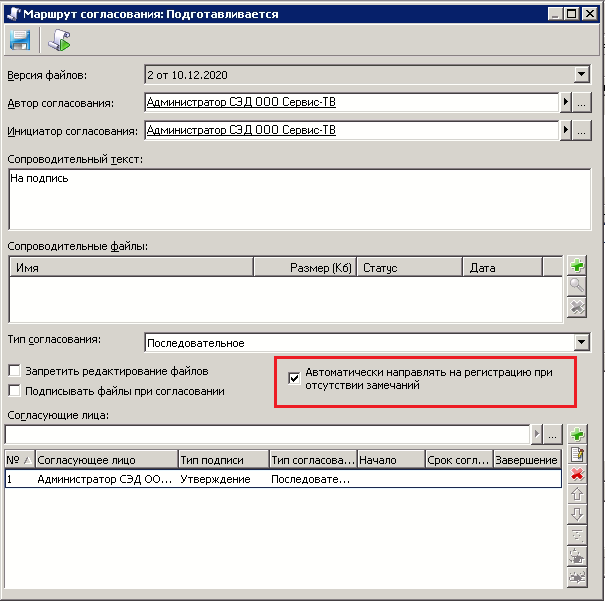 Маршрут согласования: Подготавливается
Версия файлов:
2 от 10.12.2020
Автор согласования:
Администратор СЭД ООО Сервис-ТВ
...
Инициатор согласования:
Администратор СЭД ООО Сервис-ТВ
...
Сопроводительный текст:
На подпись
Сопроводительные файлы:
Имя
Размер (Кб)
Статус
Дата
Тип согласования:
Последовательное
Запретить редактирование файлов
Подписывать файлы при согласовании
Автоматически направлять на регистрацию при
отсутствии замечаний
Согласующие лица:
...
№ Согласующее лицо Тип подписи Тип согласова... Начало Срок согл... Завершение
1 Администратор СЭД ОО... Утверждение Последовате...